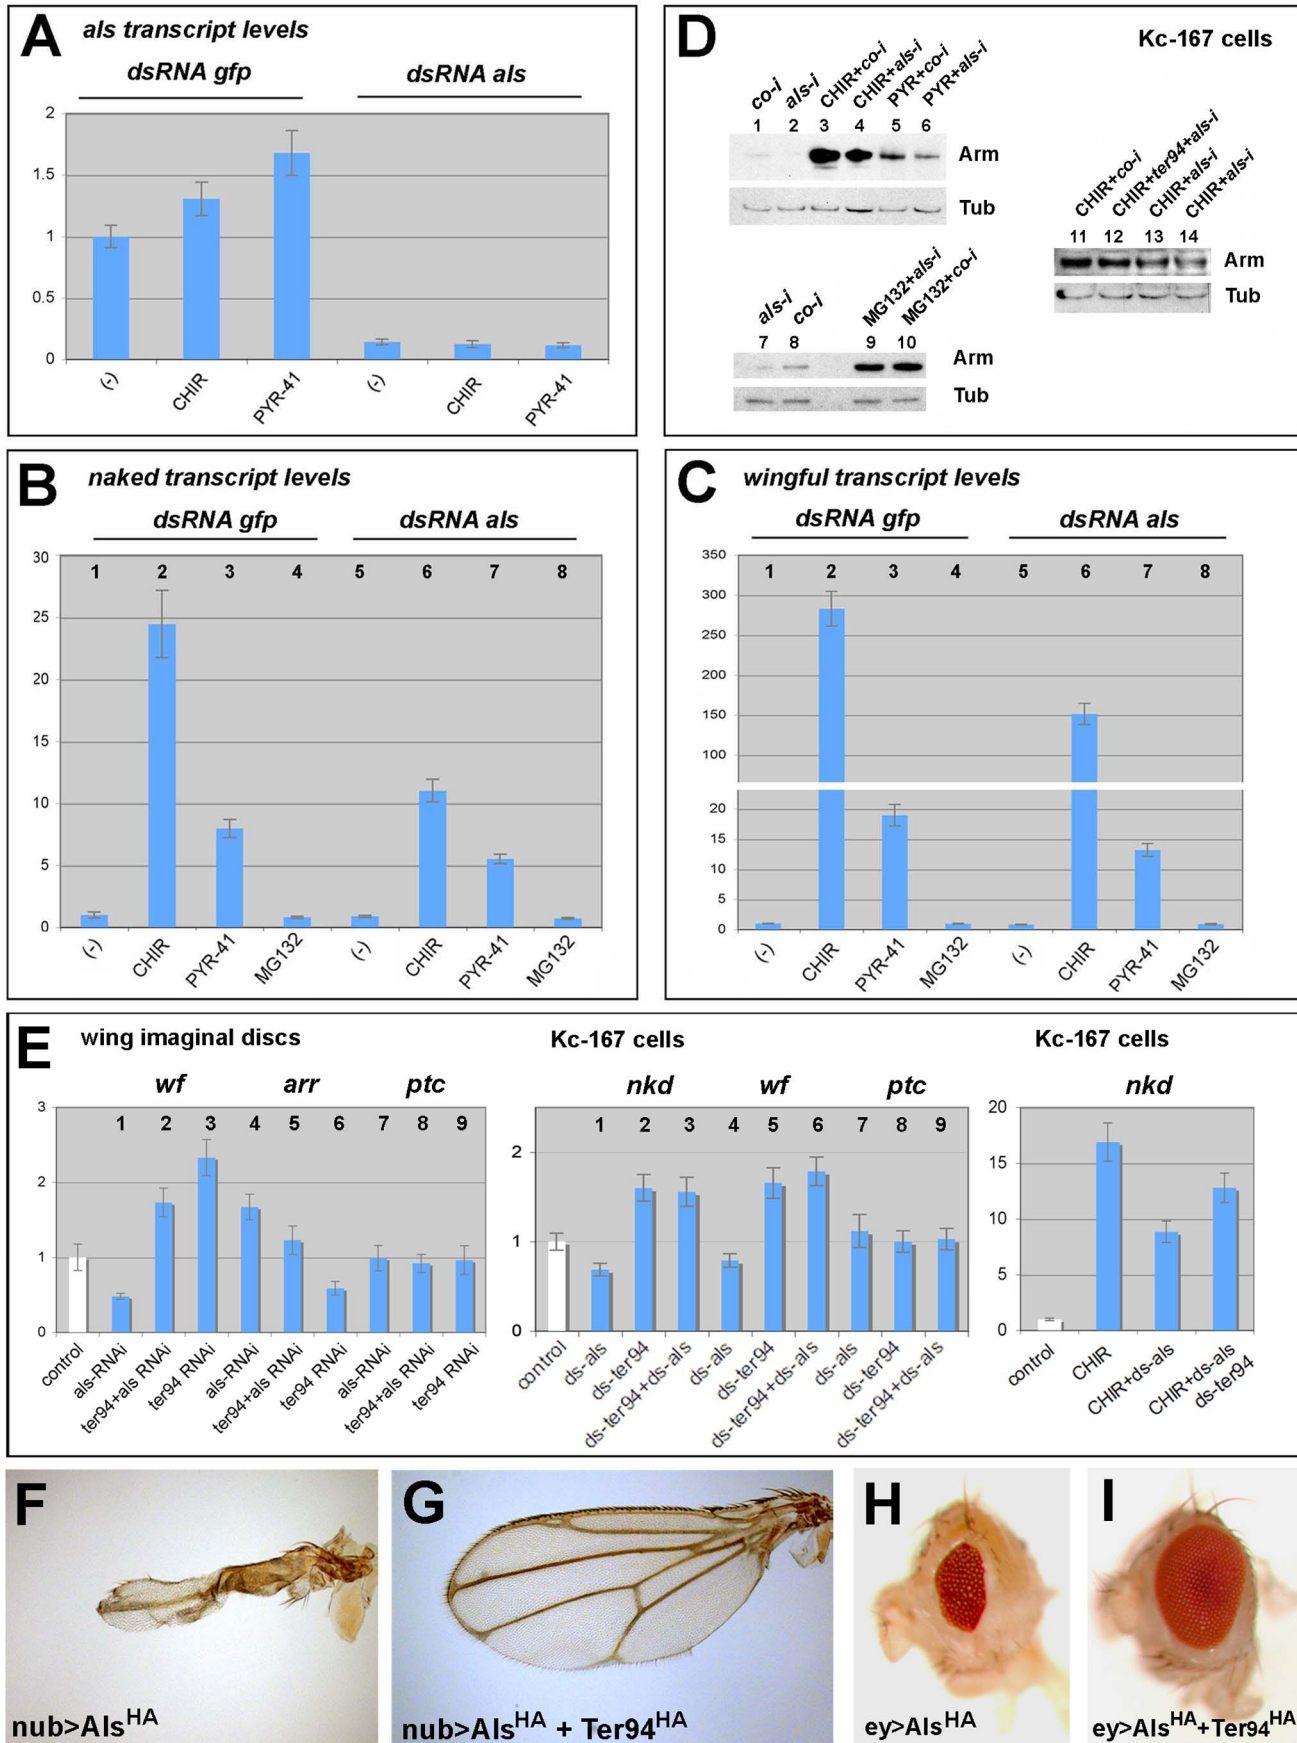 A als transcript levels
dsRNA gfp dsRNA als
2
1.5
1
0.5
0
(-) CHIR PYR-41 (-) CHIR PYR-41
D Kc-167 cells
co-i als-i CHIR+co-i CHIR+als-i PYR+co-i PYR+als-i
1 2 3 4 5 6
Arm
Tub
als-i co-i MG132+als-i MG132+co-i
7 8 9 10
Arm
Tub
CHIR+co-i CHIR+ter94+als-i CHIR+als-i CHIR+als-i
11 12 13 14
Arm
Tub
B naked transcript levels
dsRNA gfp dsRNA als
1 2 3 4 5 6 7 8
30
25
20
15
10
5
0
(-) CHIR PYR-41 MG132 (-) CHIR PYR-41 MG132
C wingful transcript levels
dsRNA gfp dsRNA als
1 2 3 4 5 6 7 8
350
300
250
200
150
100
20
15
10
5
0
(-) CHIR PYR-41 MG132 (-) CHIR PYR-41 MG132
E wing imaginal discs
wf arr ptc
1 2 3 4 5 6 7 8 9
3
2
1
0
control als-RNAi ter94+als RNAi ter94 RNAi als-RNAi ter94+als RNAi ter94 RNAi als-RNAi ter94+als RNAi ter94 RNAi
Kc-167 cells
nkd wf ptc
1 2 3 4 5 6 7 8 9
2
1
0
control ds-als ds-ter94 ds-ter94+ds-als ds-als ds-ter94 ds-ter94+ds-als ds-als ds-ter94 ds-ter94+ds-als
Kc-167 cells
nkd
20
15
10
5
0
control CHIR CHIR+ds-als CHIR+ds-als ds-ter94
F
nub>AlsHA
G
nub>AlsHA + Ter94HA
H
ey>AlsHA
I
ey>AlsHA+Ter94HA